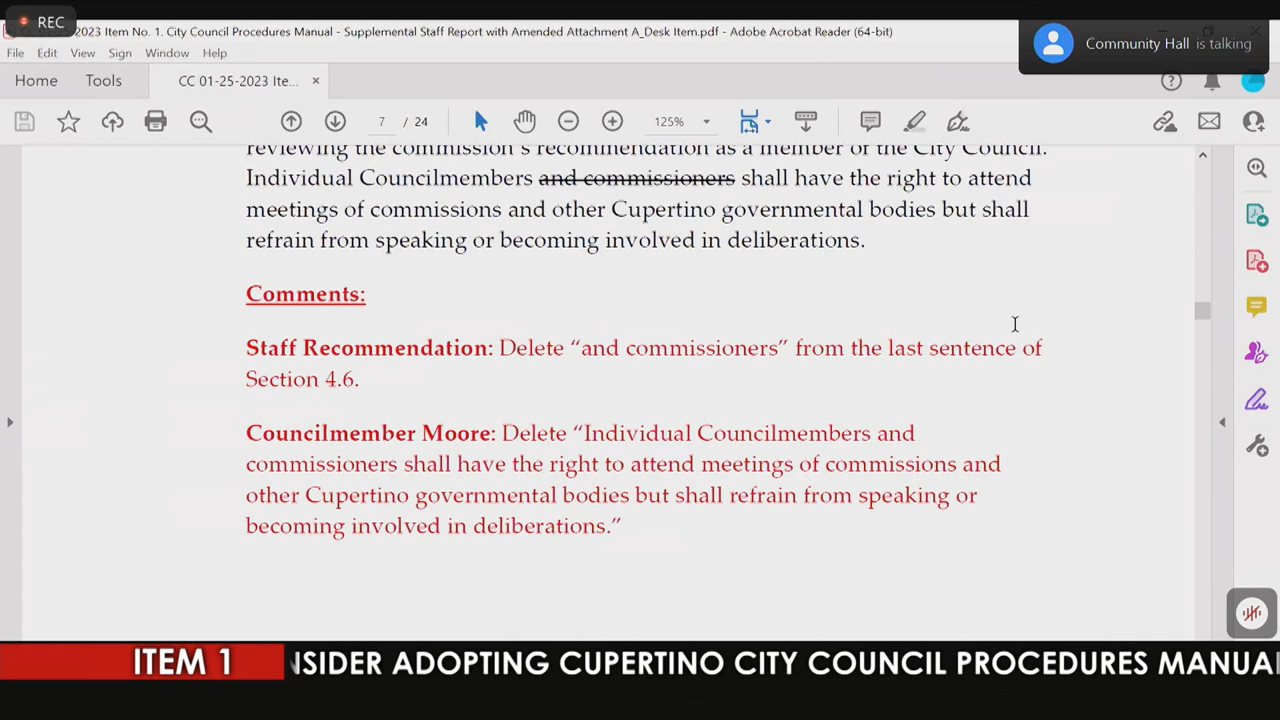 REC
2023 Item No. 1. City Council Procedures Manual - Supplemental Staff Report with Amended Attachment A_Desk Item.pdf - Adobe Acrobat Reader (64-bit)
Community Hall is talking
File Edit View Sign Window Help
Home Tools CC 01-25-2023 Ite... ×
7 / 24 125%
reviewing the commission's recommendation as a member of the City Council.
Individual Councilmembers and commissioners shall have the right to attend
meetings of commissions and other Cupertino governmental bodies but shall
refrain from speaking or becoming involved in deliberations.
Comments:
Staff Recommendation: Delete “and commissioners” from the last sentence of
Section 4.6.
Councilmember Moore: Delete “Individual Councilmembers and
commissioners shall have the right to attend meetings of commissions and
other Cupertino governmental bodies but shall refrain from speaking or
becoming involved in deliberations.”
ITEM 1 NSIDER ADOPTING CUPERTINO CITY COUNCIL PROCEDURES MANUA